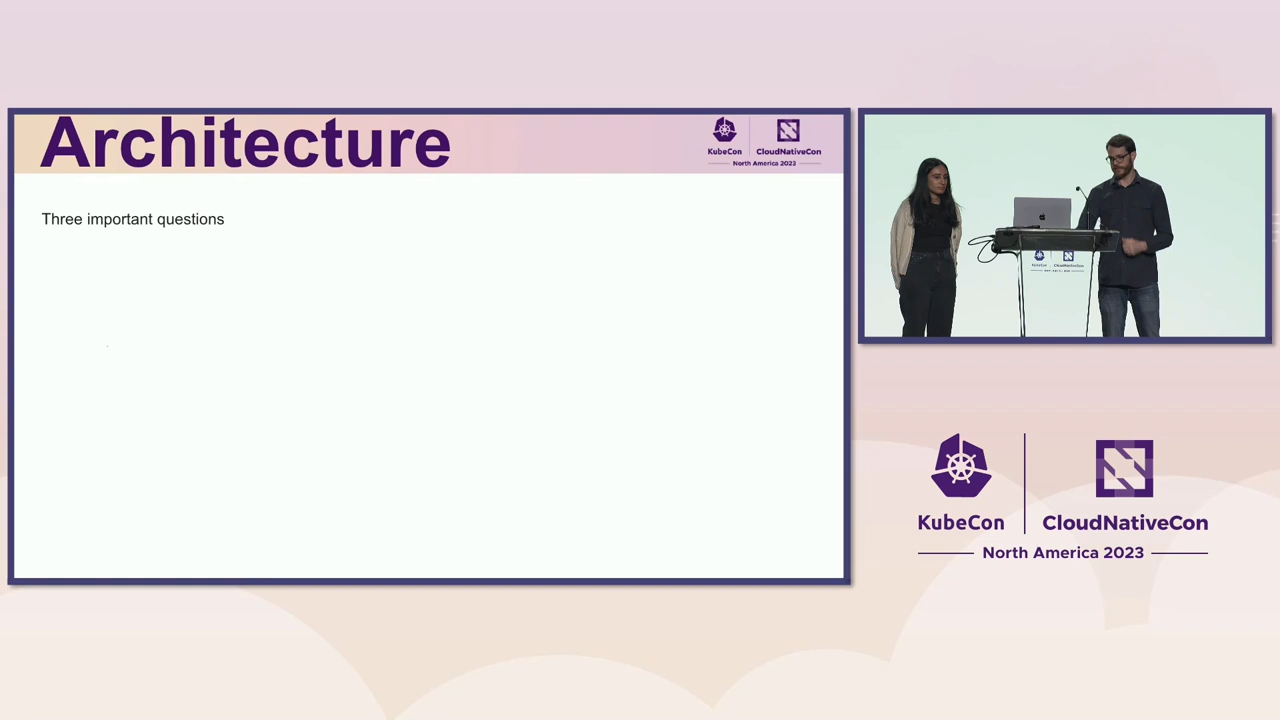 Architecture
KubeCon
CloudNativeCon
North America 2023
Three important questions
KubeCon
CloudNativeCon
North America 2023